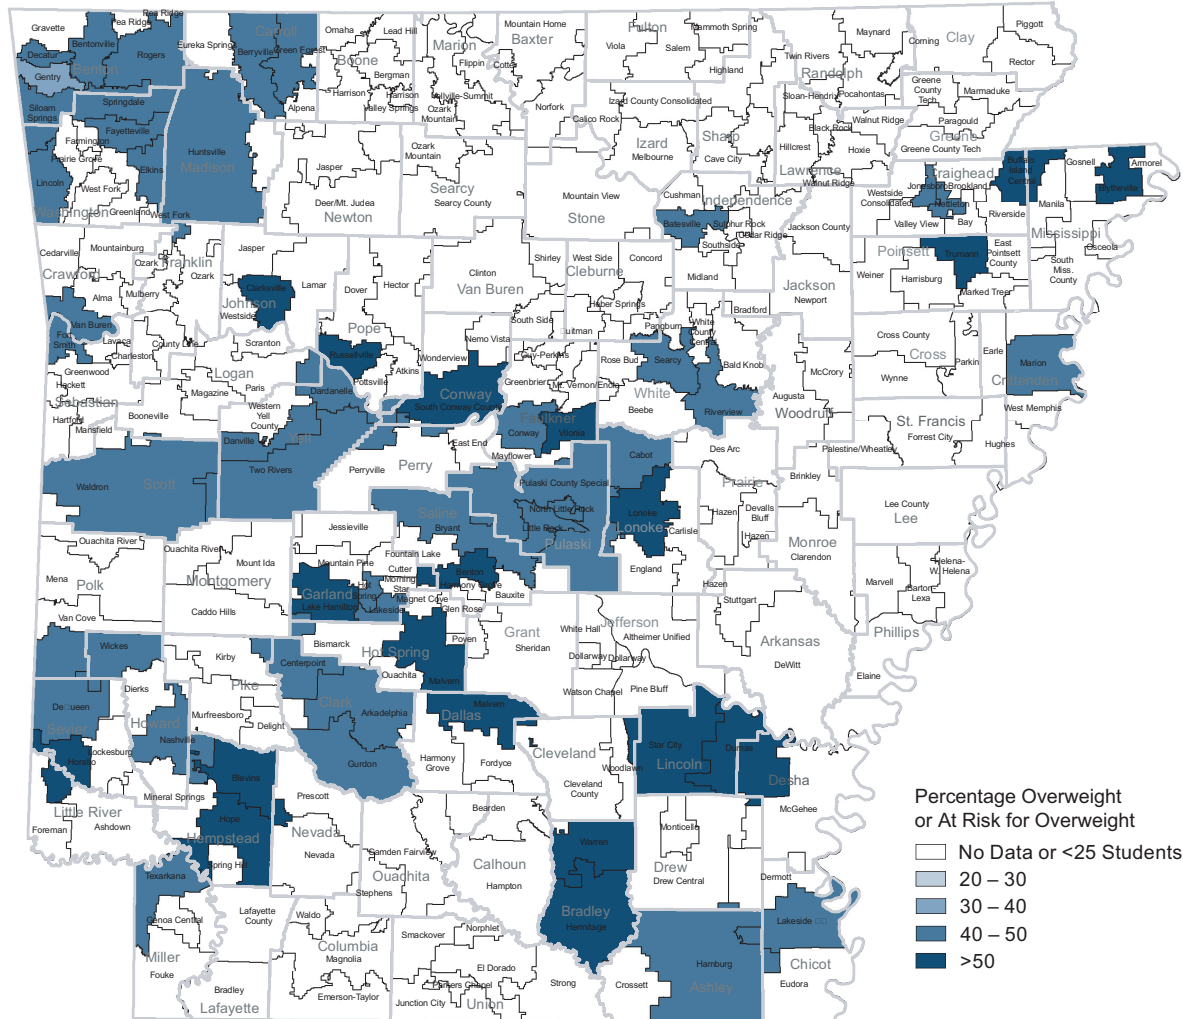 Pea Ridge
Pea Ridge
Gravette
Decatur
Bentonville
Rogers
Benton
Gentry
Siloam
Springs
Springdale
Fayetteville
Farmington
Prairie Grove
Elkins
Lincoln
West Fork
Washington
Greenland
West Fork
Eureka Springs
Carroll
Berryville
Green Forest
Alpena
Huntsville
Madison
Omaha
Lead Hill
Boone
Bergman
Harrison
Harrison
Valley Springs
Marion
Flippin
Cotter
Yellville-Summit
Ozark
Mountain
Mountain Home
Baxter
Norfork
Fulton
Mammoth Spring
Viola
Salem
Highland
Izard County Consolidated
Calico Rock
Izard
Melbourne
Sharp
Cave City
Twin Rivers
Maynard
Randolph
Sloan-Hendrix
Pocahontas
Corning
Clay
Piggott
Rector
Greene
County
Tech
Marmaduke
Paragould
Greene
Greene County Tech
Walnut Ridge
Black Rock
Hillcrest
Hoxie
Lawrence
Walnut Ridge
Jasper
Deer/Mt. Judea
Newton
Ozark
Mountain
Searcy
Searcy County
Mountain View
Stone
Cushman
Independence
Batesville
Sulphur Rock
Cedar Ridge
Southside
Midland
Jackson County
Jackson
Newport
Craighead
Jonesboro
Brookland
Westside
Consolidated
Nettleton
Valley View
Bay
Riverside
Buffalo
Island
Central
Manila
Gosnell
Armorel
Blytheville
Mississippi
Osceola
South
Miss.
County
Poinsett
Trumann
East
Poinsett
County
Weiner
Harrisburg
Marked Tree
Cedarville
Mountainburg
Crawford
Alma
Mulberry
Van Buren
Ozark
Franklin
Ozark
Jasper
Clarksville
Lamar
Johnson
Westside
Fort
Smith
Lavaca
Charleston
County Line
Greenwood
Hackett
Sebastian
Hartford
Mansfield
Scranton
Logan
Paris
Magazine
Booneville
Dover
Hector
Pope
Russellville
Pottsville
Atkins
Clinton
Van Buren
Shirley
South Side
West Side
Concord
Cleburne
Heber Springs
Quitman
Pangburn
White
County
Central
Bradford
Rose Bud
Searcy
Bald Knob
White
Beebe
Riverview
Nemo Vista
Wonderview
Conway
South Conway County
Guy-Perkins
Greenbrier
Mt. Vernon/Enola
Faulkner
Conway
Vilonia
Mayflower
McCrory
Augusta
Woodruff
Cross County
Cross
Parkin
Wynne
Earle
Marion
Crittenden
West Memphis
St. Francis
Forrest City
Hughes
Palestine/Wheatley
Dardanelle
Western
Yell
County
Yell
Danville
Two Rivers
Waldron
Scott
Perry
Perryville
East End
Pulaski County Special
North Little Rock
Little Rock
Pulaski
Cabot
Lonoke
Lonoke
Carlisle
England
Des Arc
Prairie
Hazen
Devalls
Bluff
Hazen
Hazen
Brinkley
Monroe
Clarendon
Lee County
Lee
Marvell
Barton-
Lexa
Helena-
W. Helena
Phillips
Elaine
Ouachita River
Mena
Polk
Van Cove
Wickes
Ouachita River
Mount Ida
Montgomery
Caddo Hills
Jessieville
Fountain Lake
Mountain Pine
Cutter
Morning
Star
Hot
Spring
Garland
Lake Hamilton
Lakeside
Magnet Cove
Saline
Bryant
Benton
Harmony Grove
Bauxite
Glen Rose
Bismarck
Hot Spring
Ouachita
Poyen
Malvern
Grant
Sheridan
Jefferson
White Hall
Altheimer Unified
Dollarway
Dollarway
Watson Chapel
Pine Bluff
Stuttgart
Arkansas
DeWitt
Kirby
Pike
Murfreesboro
Delight
Centerpoint
Clark
Arkadelphia
Gurdon
Malvern
Dallas
Harmony
Grove
Fordyce
Cleveland
Woodlawn
Cleveland
County
Star City
Dumas
Lincoln
Desha
McGehee
De Queen
Sevier
Dierks
Howard
Nashville
Lockesburg
Horatio
Mineral Springs
Little River
Foreman
Ashdown
Blevins
Hope
Hempstead
Spring Hill
Prescott
Nevada
Nevada
Bearden
Camden Fairview
Ouachita
Stephens
Calhoun
Hampton
Warren
Bradley
Hermitage
Monticello
Drew
Drew Central
Dermott
Lakeside
Chicot
Eudora
Texarkana
Genoa Central
Miller
Fouke
Lafayette
County
Bradley
Lafayette
Waldo
Columbia
Magnolia
Emerson-Taylor
Smackover
Norphlet
El Dorado
Parkers Chapel
Junction City
Union
Strong
Crossett
Hamburg
Ashley
Percentage Overweight
or At Risk for Overweight
No Data or <25 Students
20 – 30
30 – 40
40 – 50
>50